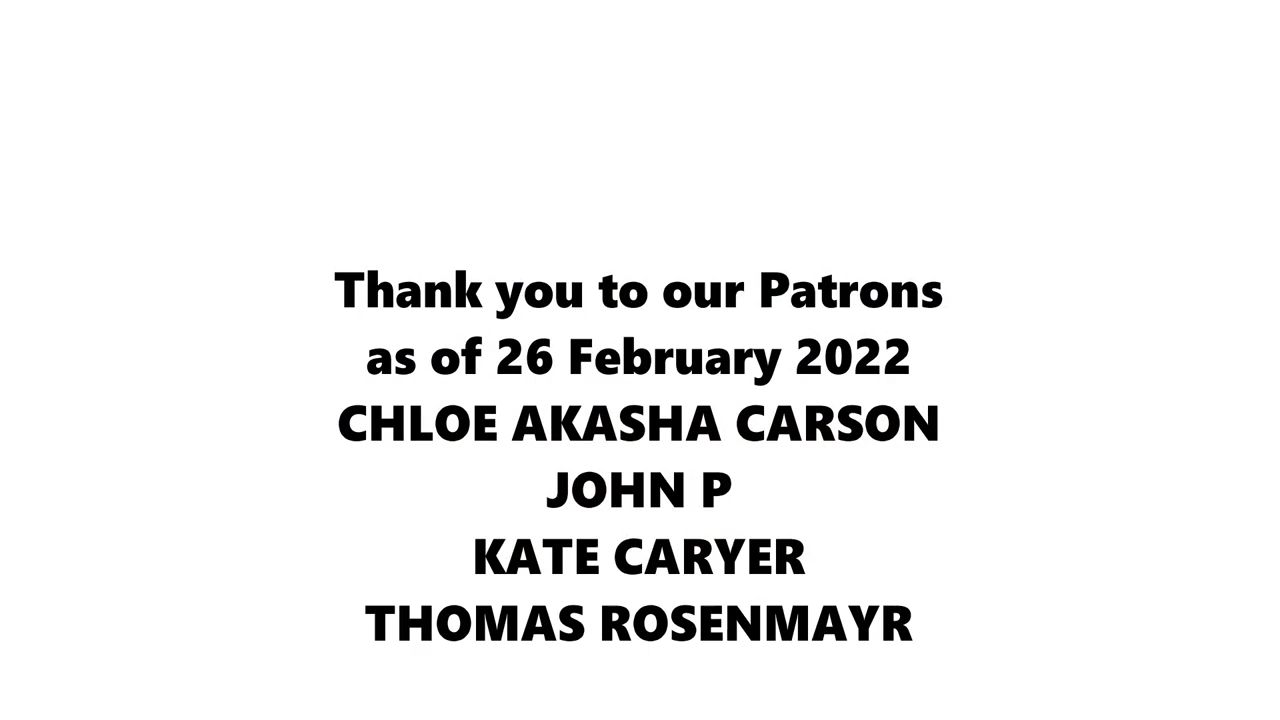 Thank you to our Patrons
as of 26 February 2022
CHLOE AKASHA CARSON
JOHN P
KATE CARYER
THOMAS ROSENMAYR